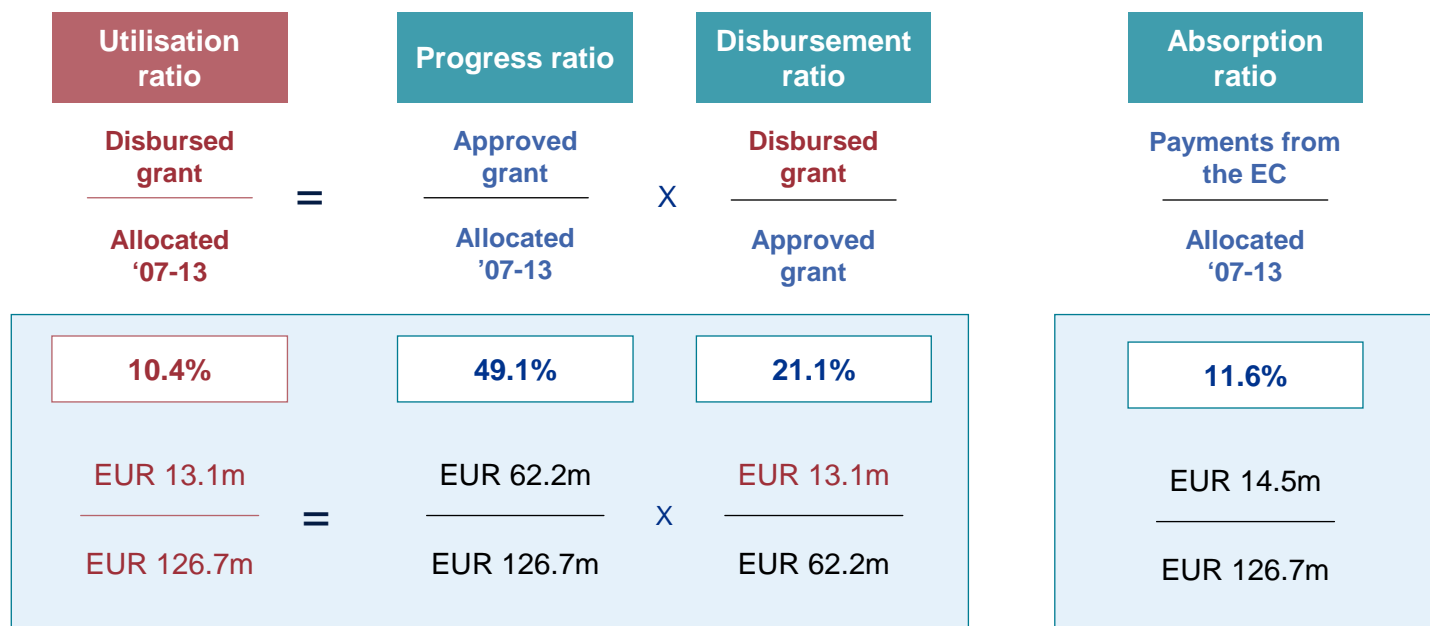 Utilisation
ratio
Progress ratio
Disbursement
ratio
Absorption
ratio
Disbursed
grant
Allocated
‘07-13
=
Approved
grant
Allocated
’07-13
X
Disbursed
grant
Approved
grant
Payments from
the EC
Allocated
‘07-13
10.4%
49.1%
21.1%
11.6%
EUR 13.1m
EUR 126.7m
=
EUR 62.2m
EUR 126.7m
X
EUR 13.1m
EUR 62.2m
EUR 14.5m
EUR 126.7m